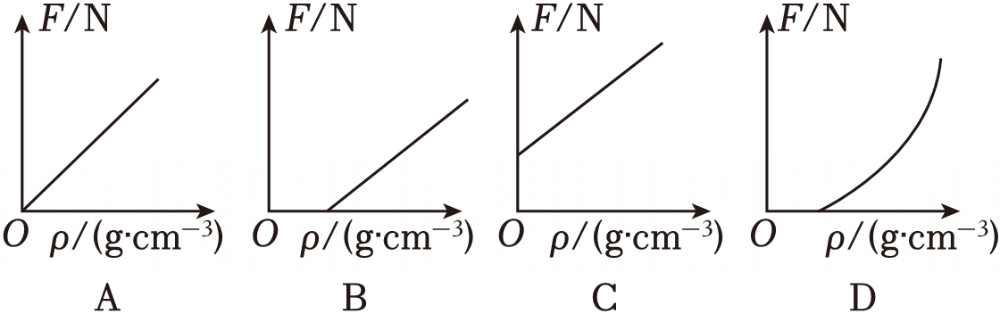 F/N F/N F/N F/N
O ρ/(g·cm⁻³) O ρ/(g·cm⁻³) O ρ/(g·cm⁻³) O ρ/(g·cm⁻³)
A B C D